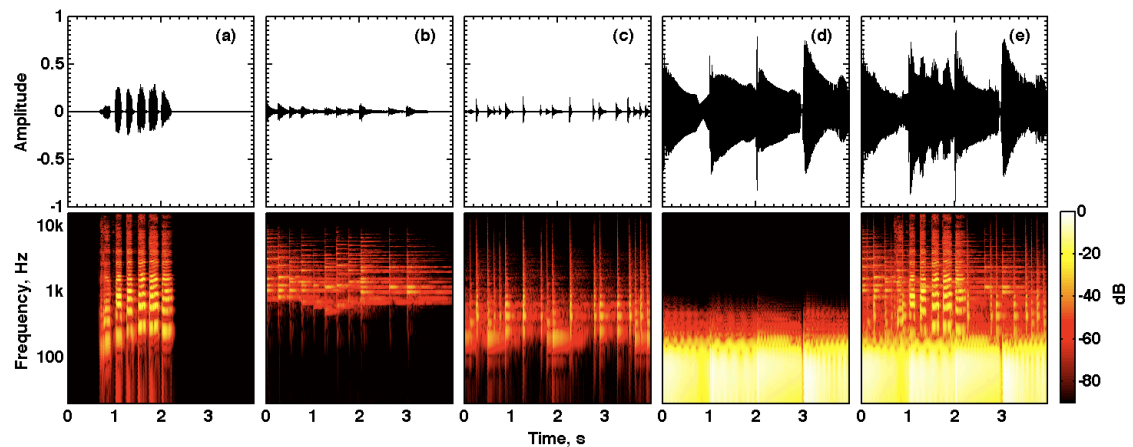 1
0.5
0
-0.5
-1
Amplitude
(a)
(b)
(c)
(d)
(e)
10k
1k
100
Frequency, Hz
0 1 2 3
0 1 2 3
0 1 2 3
0 1 2 3
0 1 2 3
Time, s
0
-20
-40
-60
-80
dB